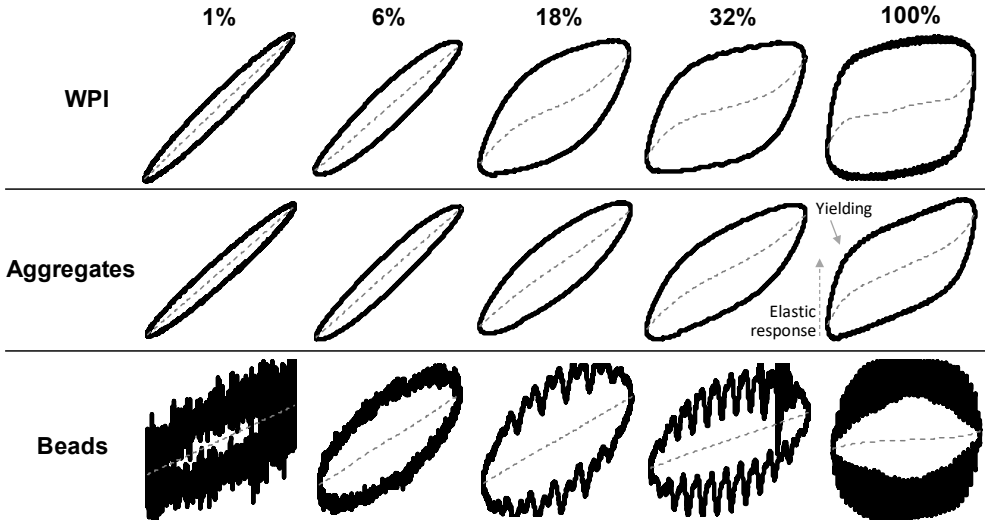 1% 6% 18% 32% 100%
WPI
Aggregates
Yielding
Elastic
response
Beads